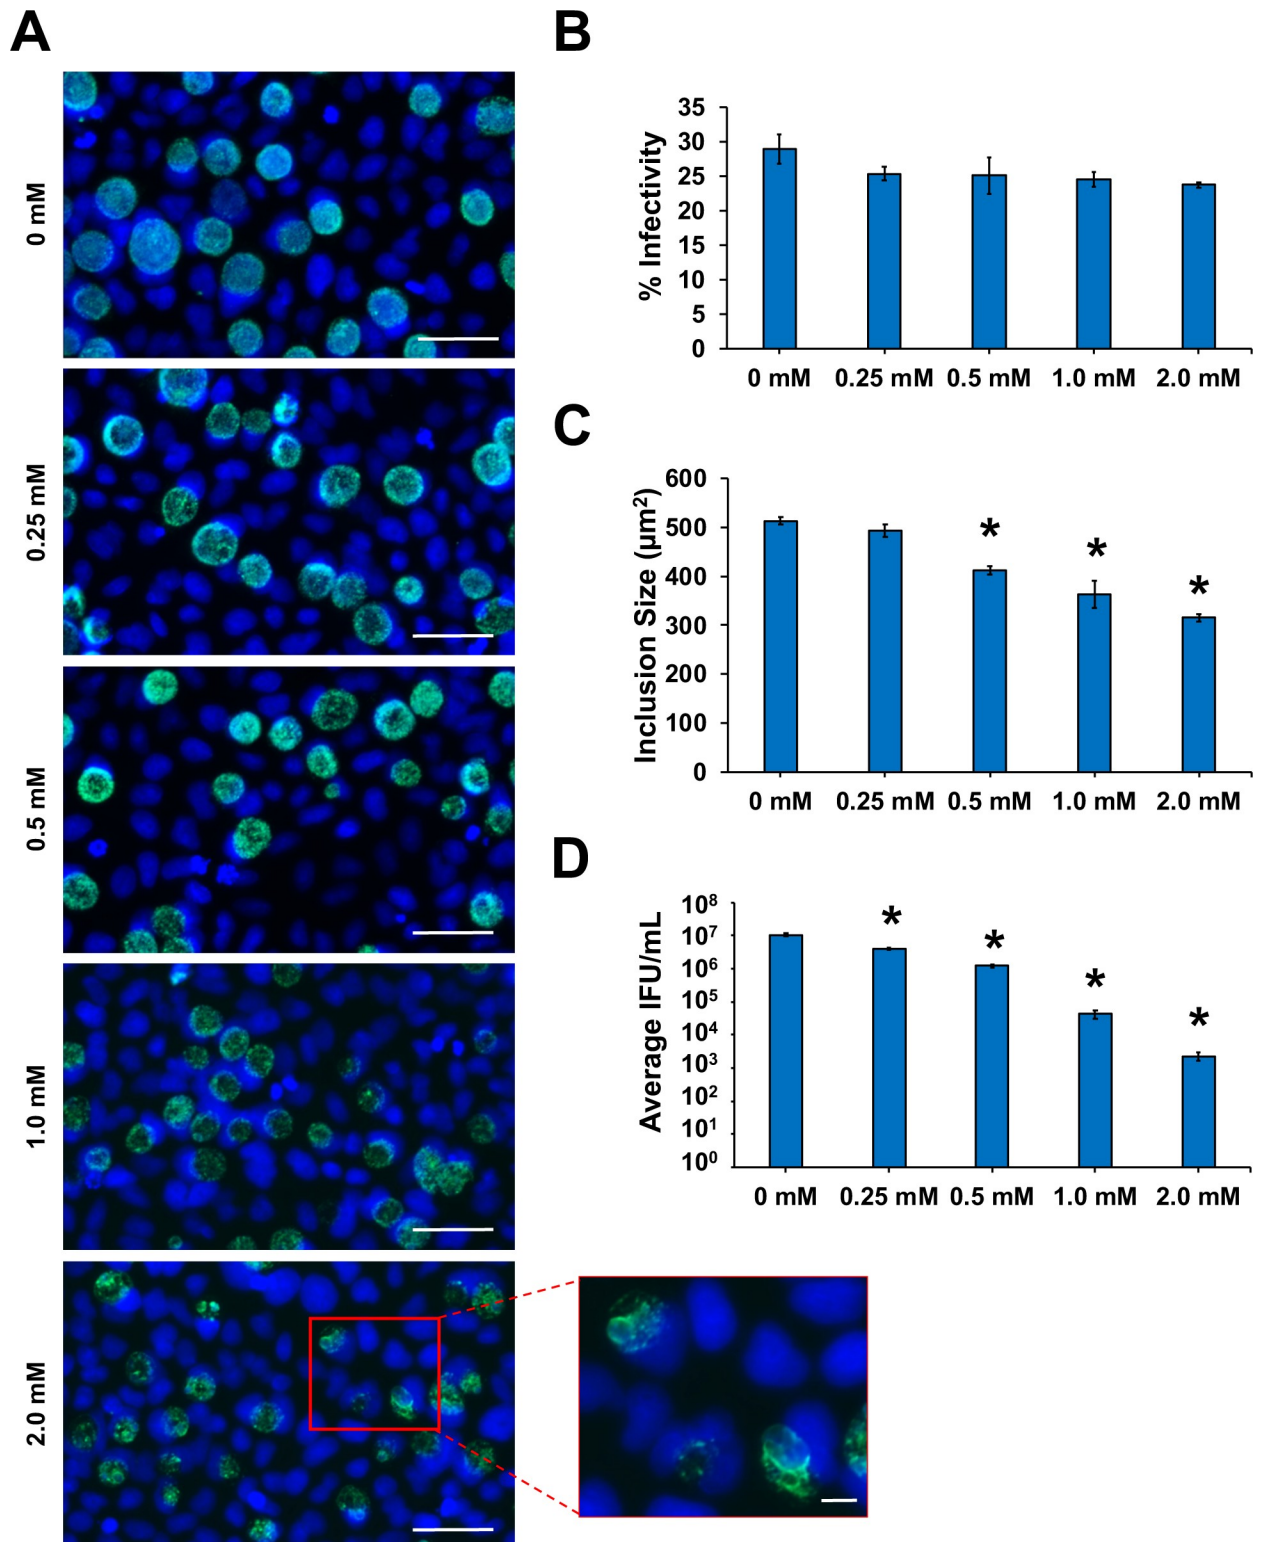 A
0 mM
0.25 mM
0.5 mM
1.0 mM
2.0 mM
B
% Infectivity
35
30
25
20
15
10
5
0
0 mM 0.25 mM 0.5 mM 1.0 mM 2.0 mM
C
Inclusion Size (µm²)
600
500
400
300
200
100
0
* * *
0 mM 0.25 mM 0.5 mM 1.0 mM 2.0 mM
D
Average IFU/mL
10⁸
10⁷
10⁶
10⁵
10⁴
10³
10²
10¹
10⁰
* * * *
0 mM 0.25 mM 0.5 mM 1.0 mM 2.0 mM